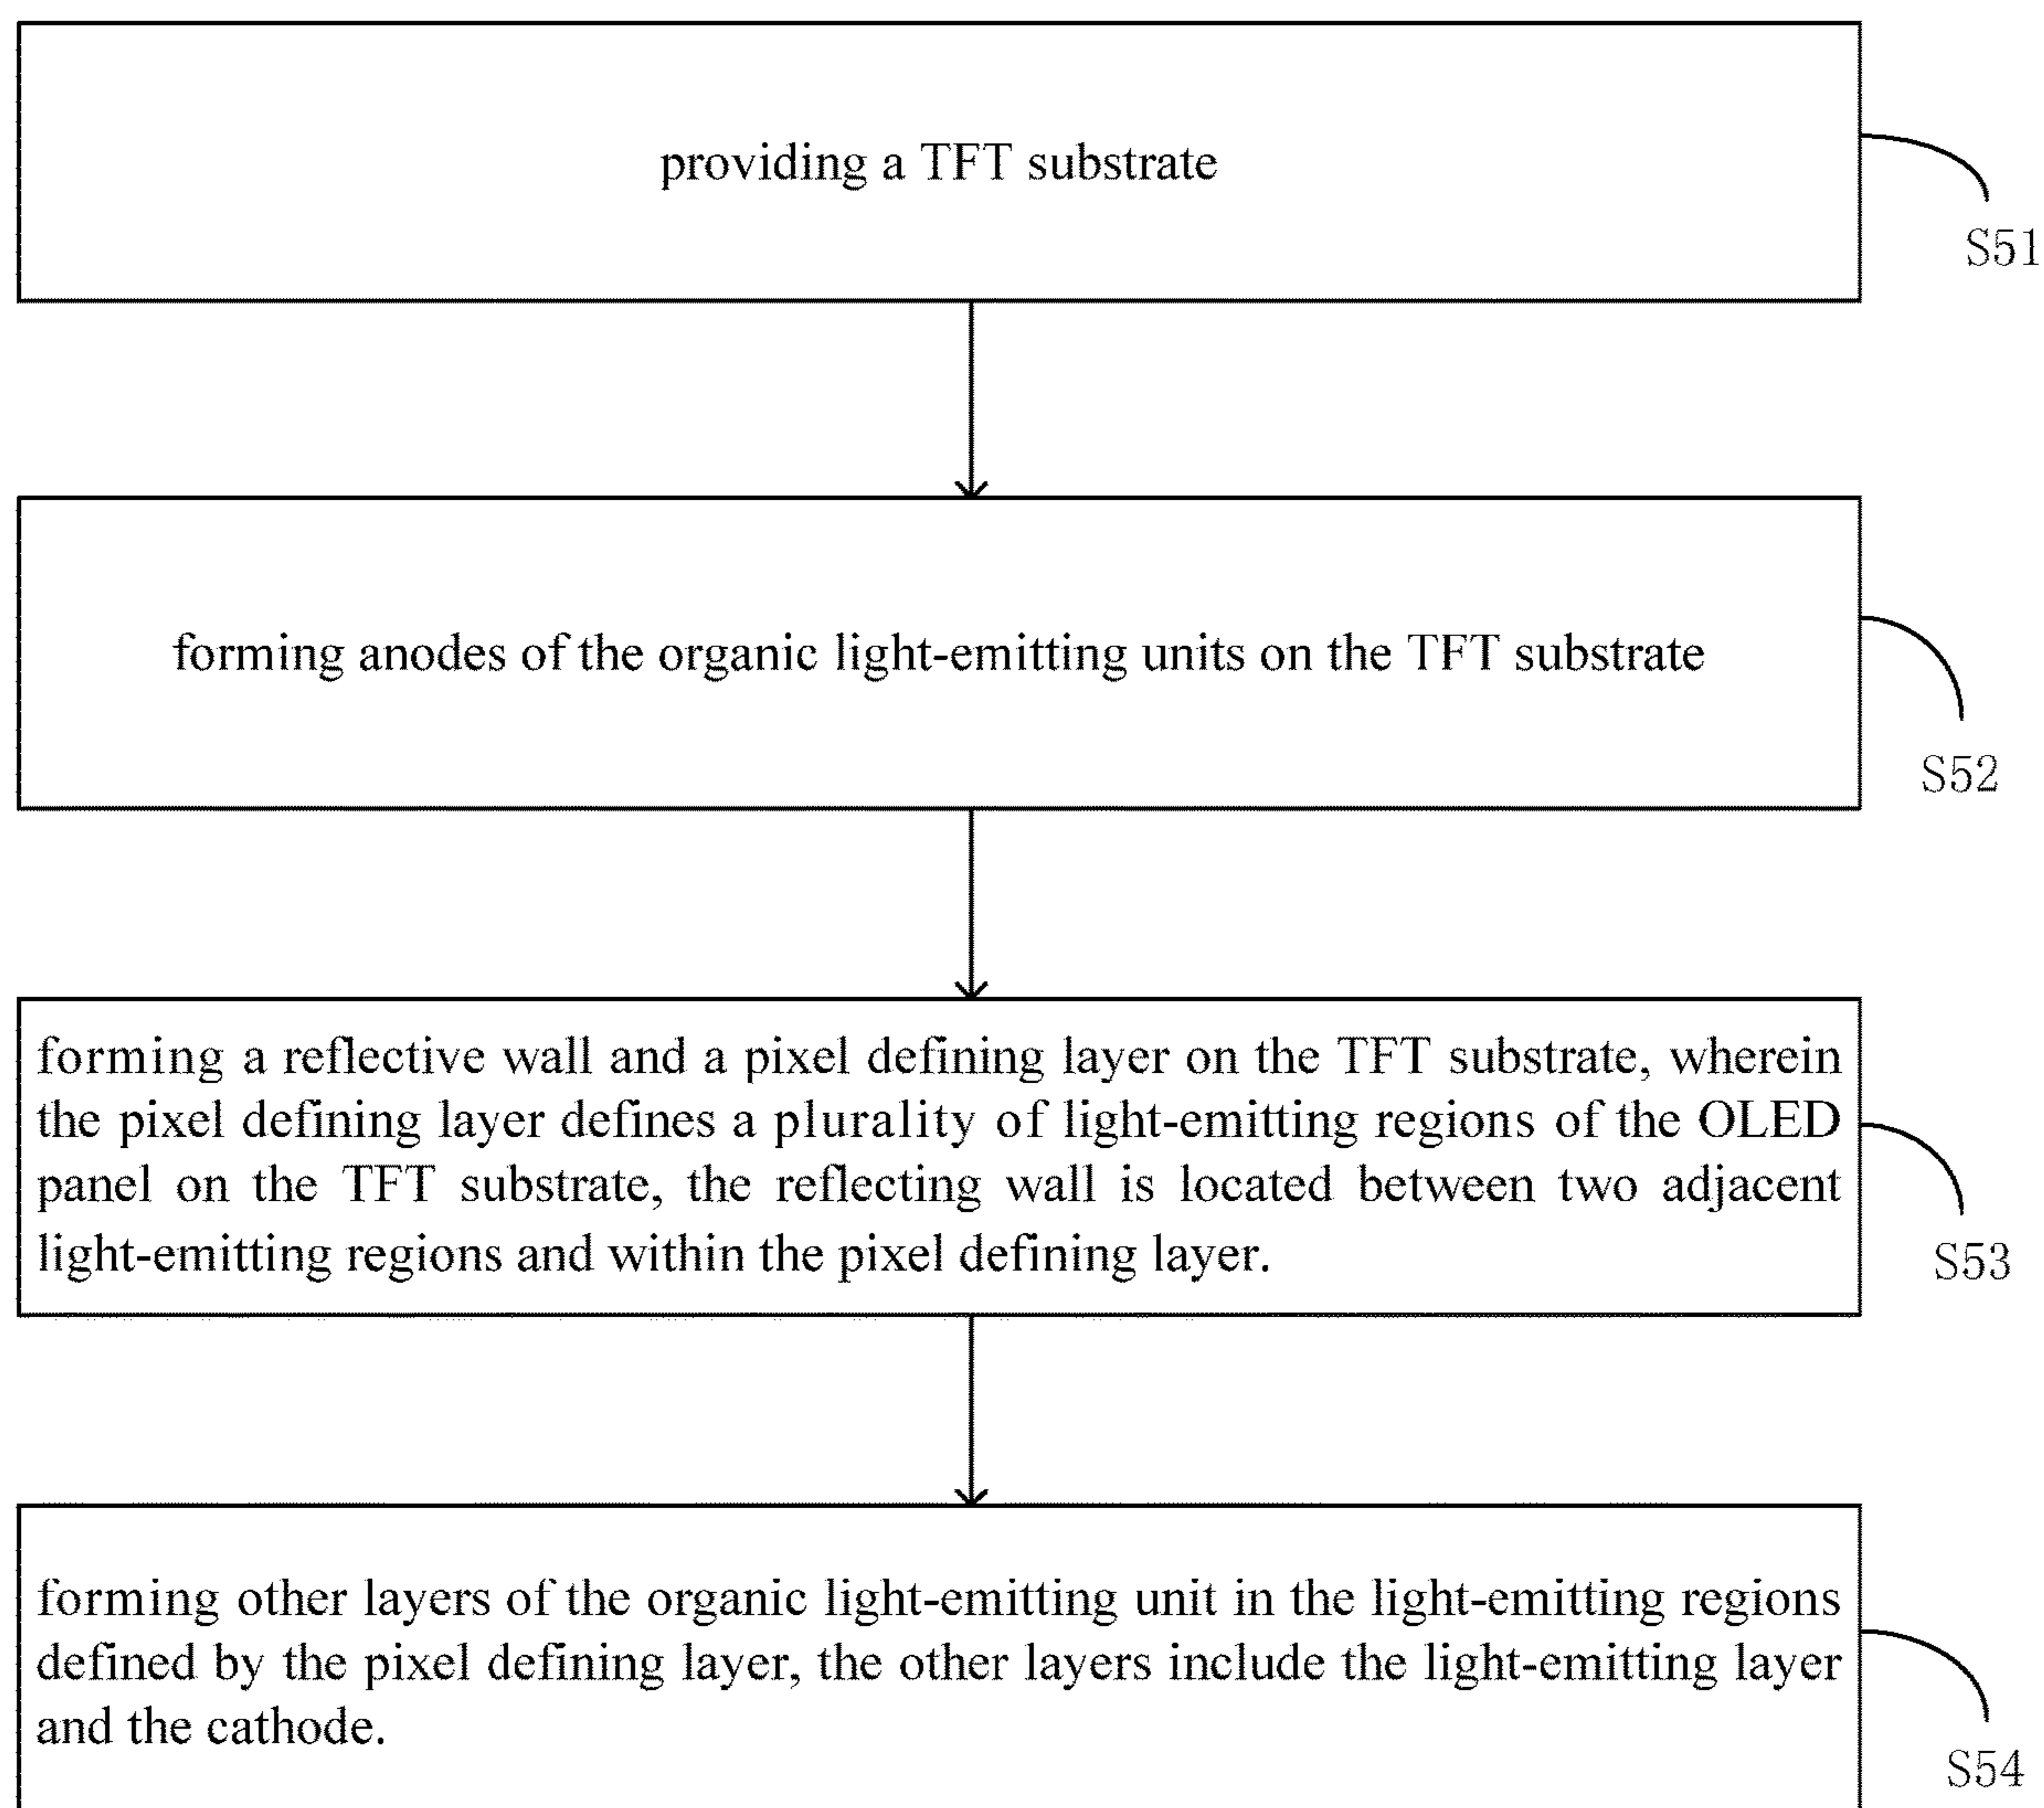 providing a TFT substrate
S51
forming anodes of the organic light-emitting units on the TFT substrate
S52
forming a reflective wall and a pixel defining layer on the TFT substrate, wherein
the pixel defining layer defines a plurality of light-emitting regions of the OLED
panel on the TFT substrate, the reflecting wall is located between two adjacent
light-emitting regions and within the pixel defining layer.
S53
forming other layers of the organic light-emitting unit in the light-emitting regions
defined by the pixel defining layer, the other layers include the light-emitting layer
and the cathode.
S54